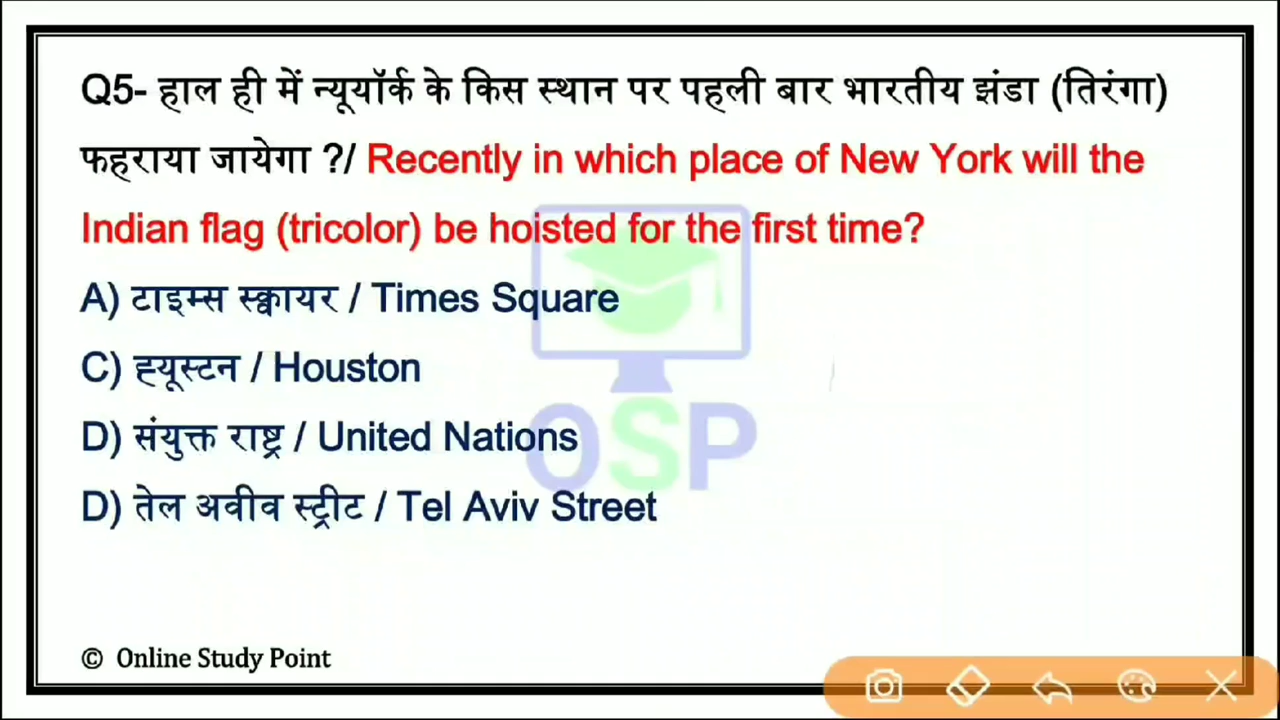 Q5- हाल ही में न्यूयॉर्क के किस स्थान पर पहली बार भारतीय झंडा (तिरंगा)
फहराया जायेगा ?/ Recently in which place of New York will the
Indian flag (tricolor) be hoisted for the first time?
A) टाइम्स स्क्वायर / Times Square
C) ह्यूस्टन / Houston
D) संयुक्त राष्ट्र / United Nations
D) तेल अवीव स्ट्रीट / Tel Aviv Street
OSP
© Online Study Point